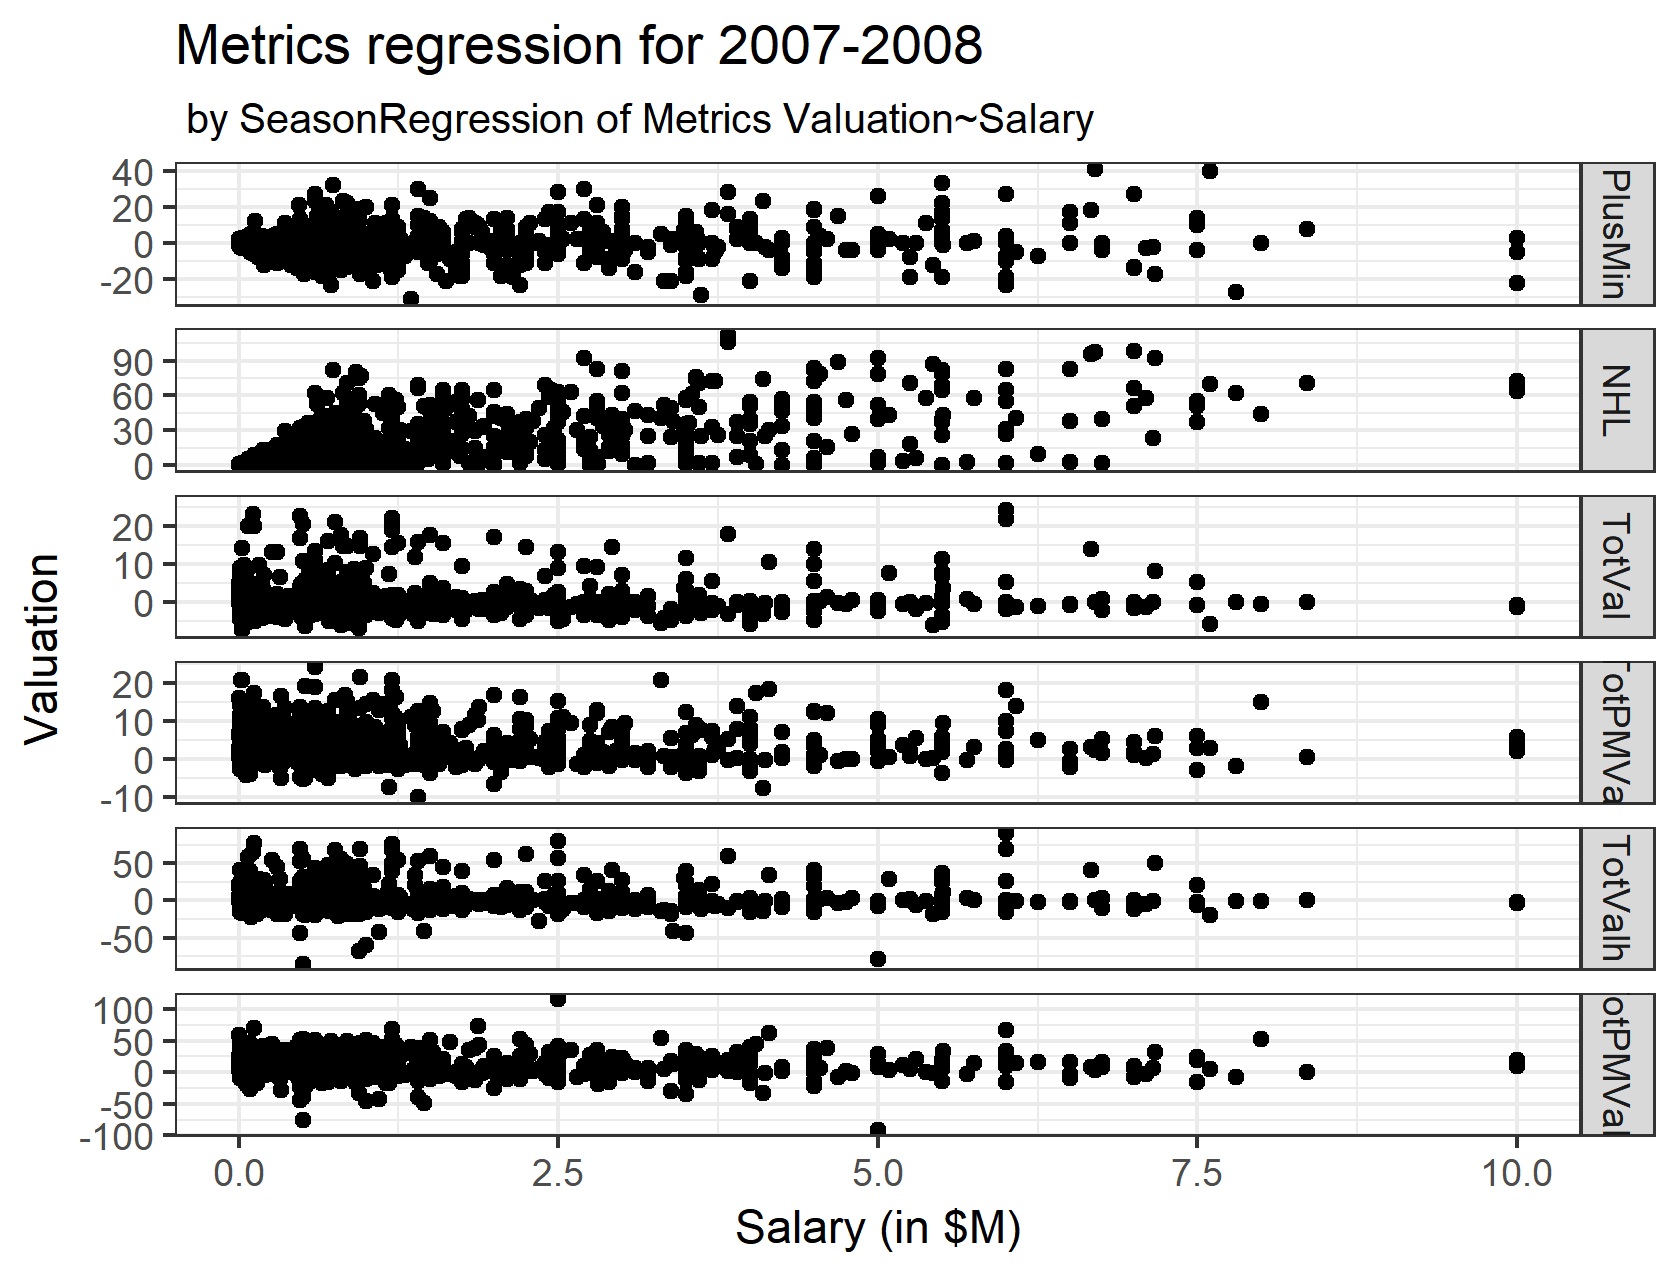 Metrics regression for 2007-2008
by SeasonRegression of Metrics Valuation~Salary
Valuation
40
20
0
-20
PlusMin
90
60
30
0
NHL
20
10
0
TotVal
20
10
0
-10
TotPMVa
50
0
-50
TotValh
100
50
0
-50
-100
otPMVal
0.0 2.5 5.0 7.5 10.0
Salary (in $M)